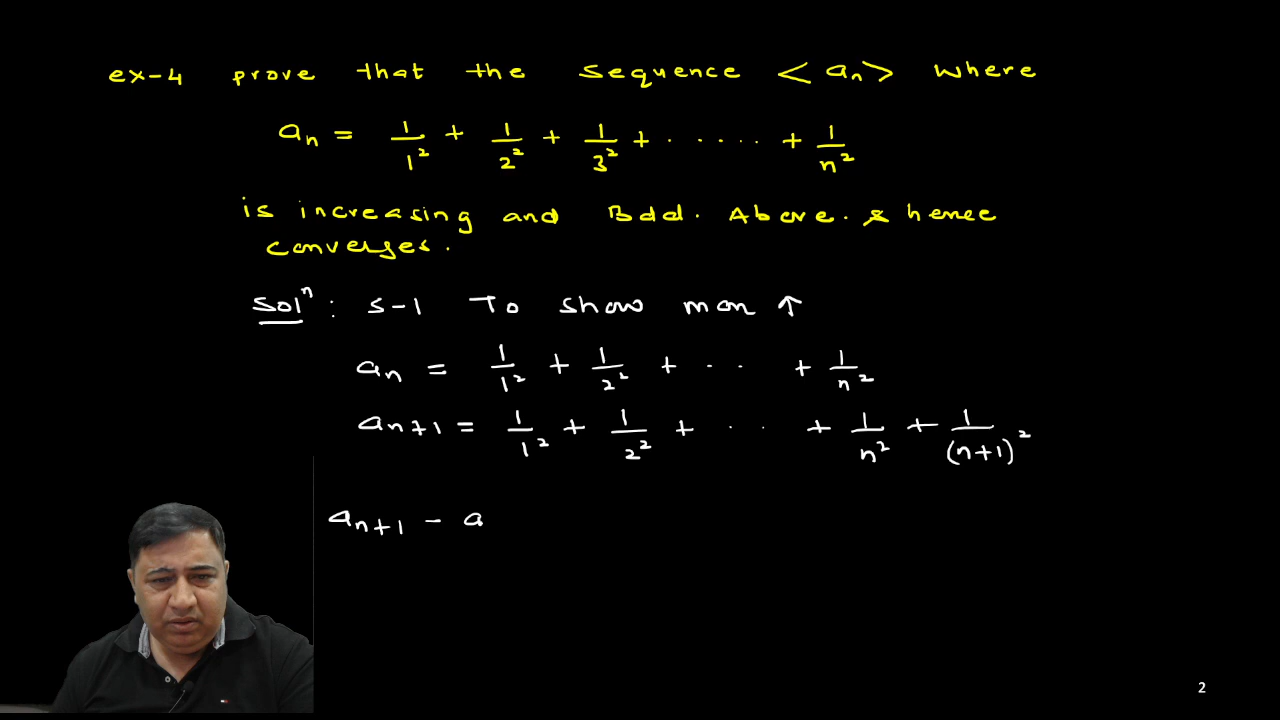 ex-4 prove that the sequence <aₙ> where
aₙ = 1/1² + 1/2² + 1/3² + ..... + 1/n²
is increasing and Bdd. Above. & hence
converges.
Solⁿ: S-1 To show mon ↑
aₙ = 1/1² + 1/2² + .. + 1/n²
aₙ₊₁ = 1/1² + 1/2² + .. + 1/n² + 1/(n+1)²
aₙ₊₁ - a
2